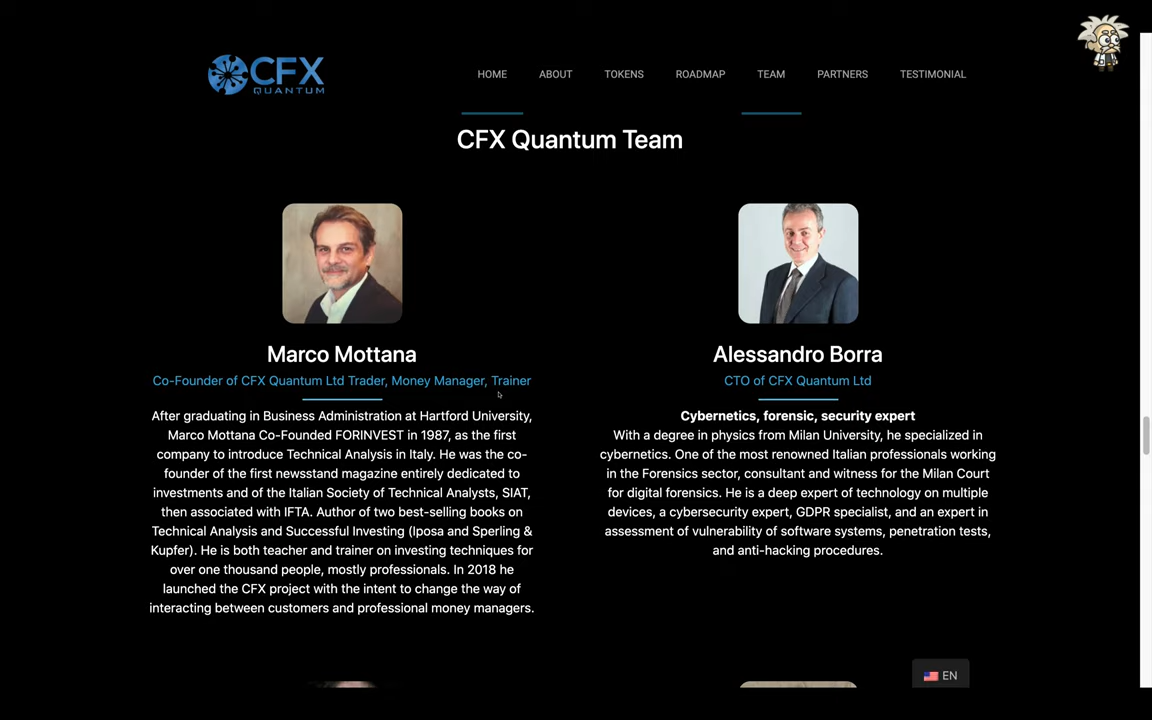 CFX
QUANTUM
HOME ABOUT TOKENS ROADMAP TEAM PARTNERS TESTIMONIAL
CFX Quantum Team
Marco Mottana
Co-Founder of CFX Quantum Ltd Trader, Money Manager, Trainer
After graduating in Business Administration at Hartford University,
Marco Mottana Co-Founded FORINVEST in 1987, as the first
company to introduce Technical Analysis in Italy. He was the co-
founder of the first newsstand magazine entirely dedicated to
investments and of the Italian Society of Technical Analysts, SIAT,
then associated with IFTA. Author of two best-selling books on
Technical Analysis and Successful Investing (Iposa and Sperling &
Kupfer). He is both teacher and trainer on investing techniques for
over one thousand people, mostly professionals. In 2018 he
launched the CFX project with the intent to change the way of
interacting between customers and professional money managers.
Alessandro Borra
CTO of CFX Quantum Ltd
Cybernetics, forensic, security expert
With a degree in physics from Milan University, he specialized in
cybernetics. One of the most renowned Italian professionals working
in the Forensics sector, consultant and witness for the Milan Court
for digital forensics. He is a deep expert of technology on multiple
devices, a cybersecurity expert, GDPR specialist, and an expert in
assessment of vulnerability of software systems, penetration tests,
and anti-hacking procedures.
EN